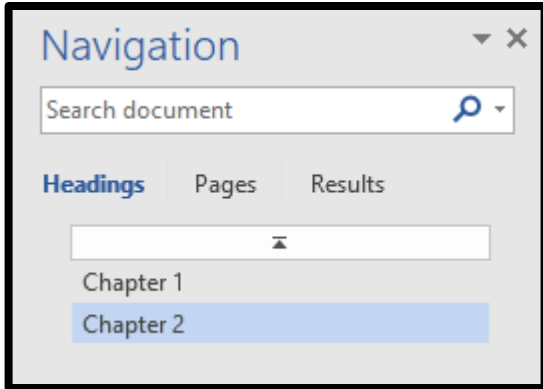 Navigation
Search document
Headings Pages Results
Chapter 1
Chapter 2